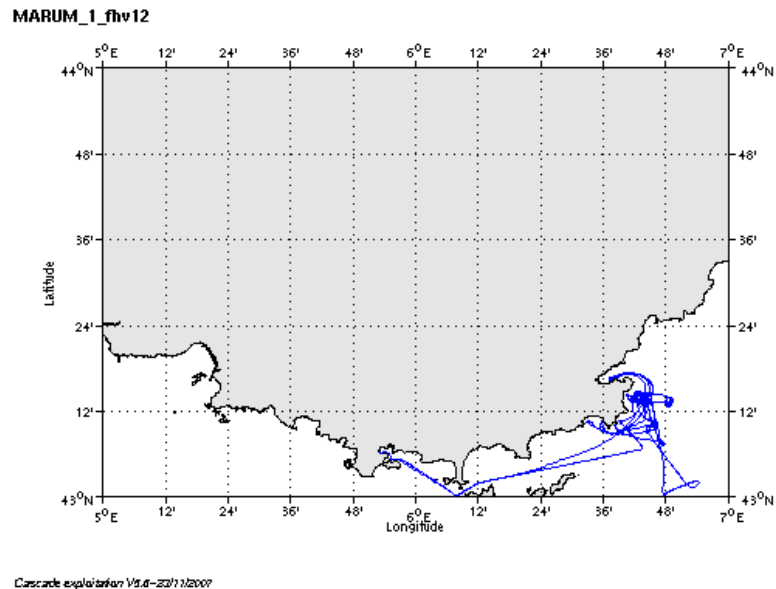 MARUM_1_fhv12
5°E 12' 24' 36' 48' 6°E 12' 24' 36' 48' 7°E
44°N 44°N
48' 48'
36' 36'
Latitude
24' 24'
12' 12'
43°N 43°N
5°E 12' 24' 36' 48' 6°E 12' 24' 36' 48' 7°E
Longitude
Cascade exploitation V5.6-23/11/2007